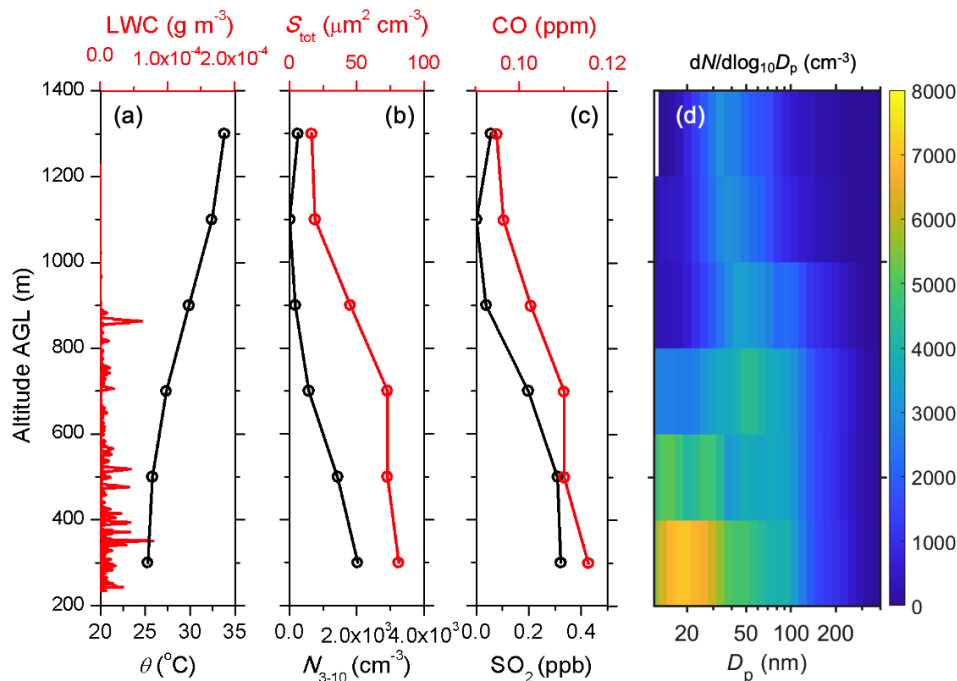 LWC (g m⁻³)
S_tot (μm² cm⁻³)
CO (ppm)
0.0 1.0x10⁻⁴ 2.0x10⁻⁴
0 50 100
0.10 0.12
dN/dlog₁₀D_p (cm⁻³)
(a) (b) (c) (d)
Altitude AGL (m)
1400
1200
1000
800
600
400
200
8000
7000
6000
5000
4000
3000
2000
1000
0
20 25 30 35
0.0 2.0x10³ 4.0x10³
0.0 0.2 0.4
20 50 100 200
θ (°C)
N₃₋₁₀ (cm⁻³)
SO₂ (ppb)
D_p (nm)